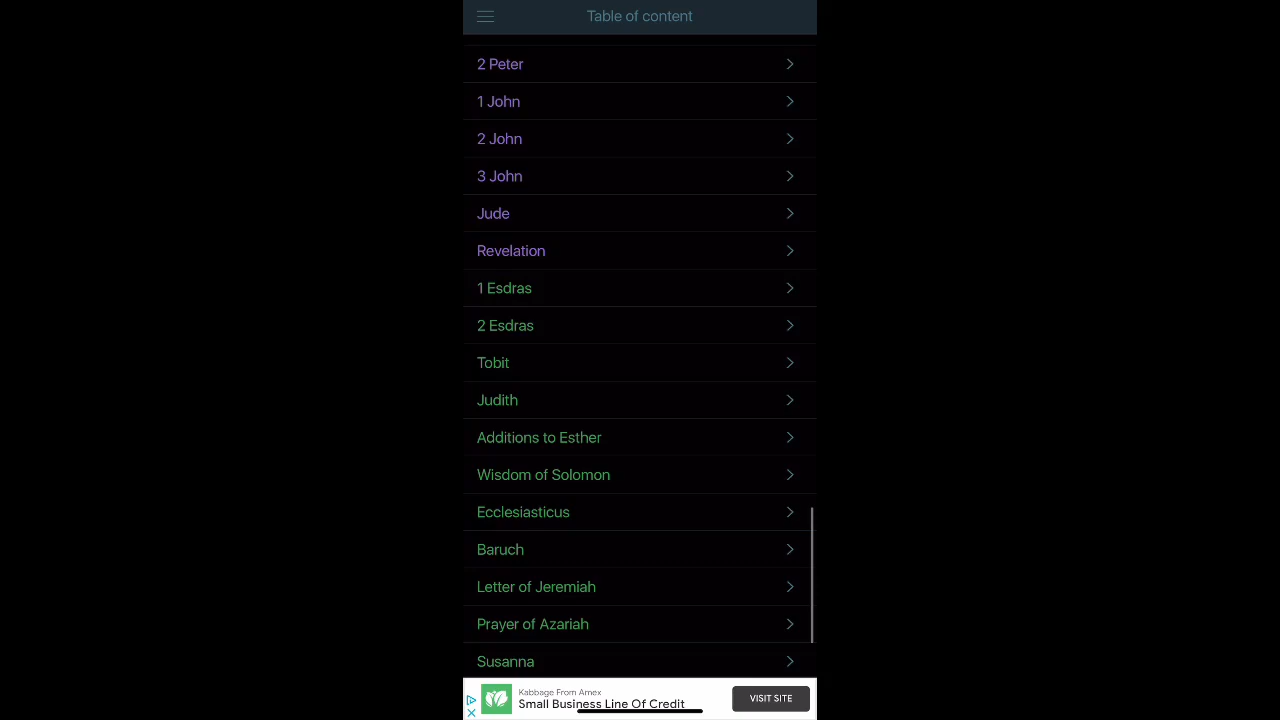 Table of content
2 Peter
1 John
2 John
3 John
Jude
Revelation
1 Esdras
2 Esdras
Tobit
Judith
Additions to Esther
Wisdom of Solomon
Ecclesiasticus
Baruch
Letter of Jeremiah
Prayer of Azariah
Susanna
Kabbage From Amex
Small Business Line Of Credit
VISIT SITE